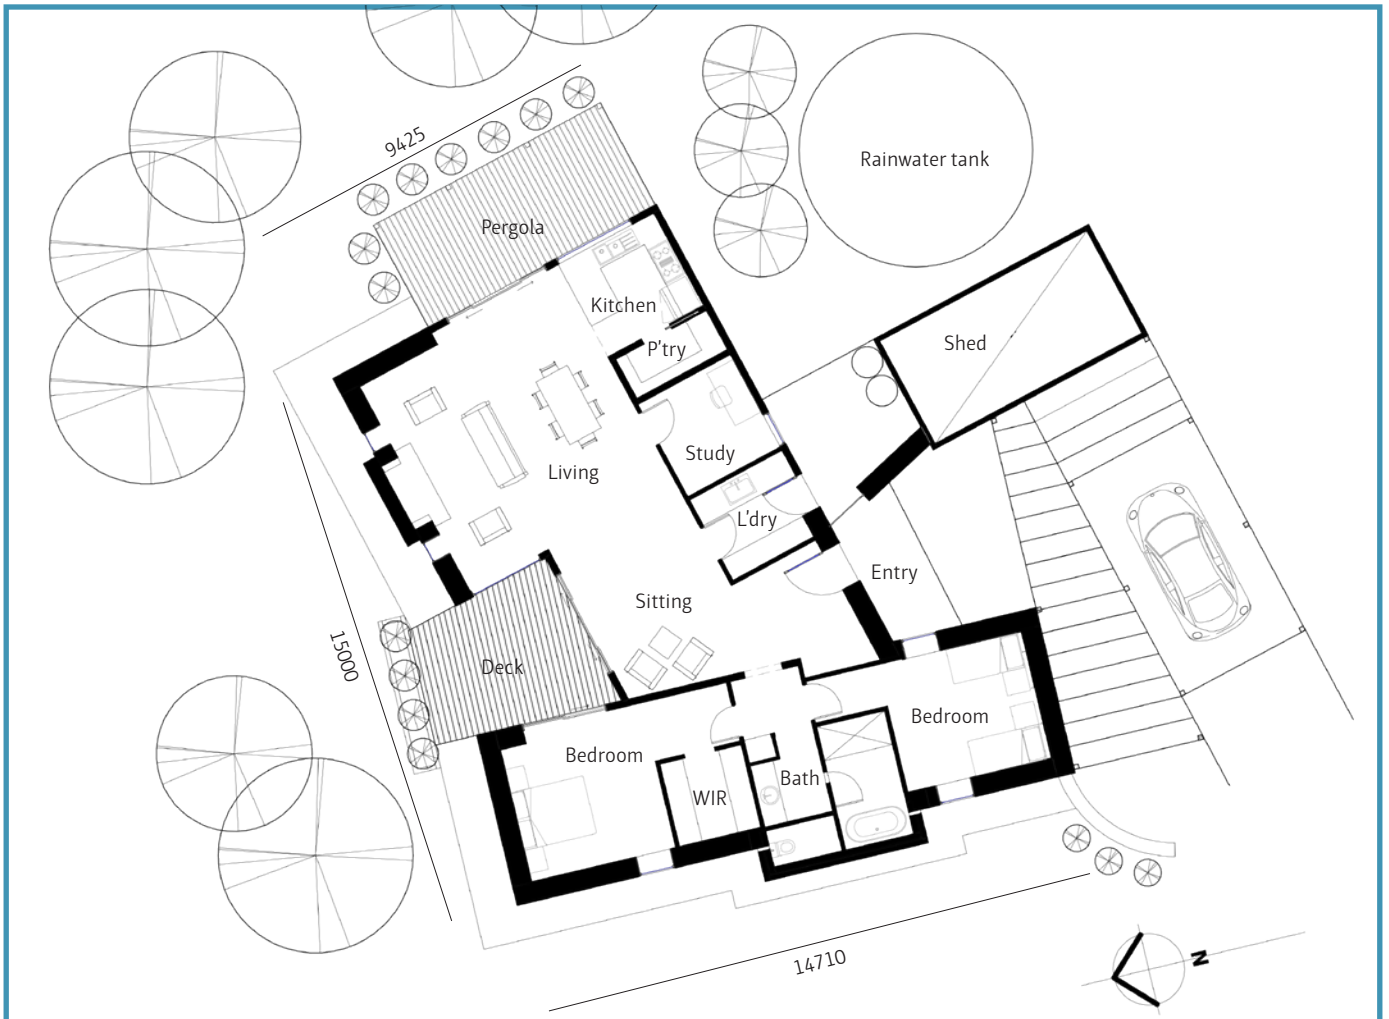 9425
Rainwater tank
Pergola
Kitchen
P'try
Shed
Study
Living
L'dry
Entry
Sitting
15000
Deck
Bedroom
Bedroom
Bath
WIR
14710
N